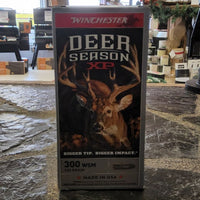 WINCHESTER
DEER
SEASON
XP
BIGGER TIP. BIGGER IMPACT.
300 WSM
MADE IN USA